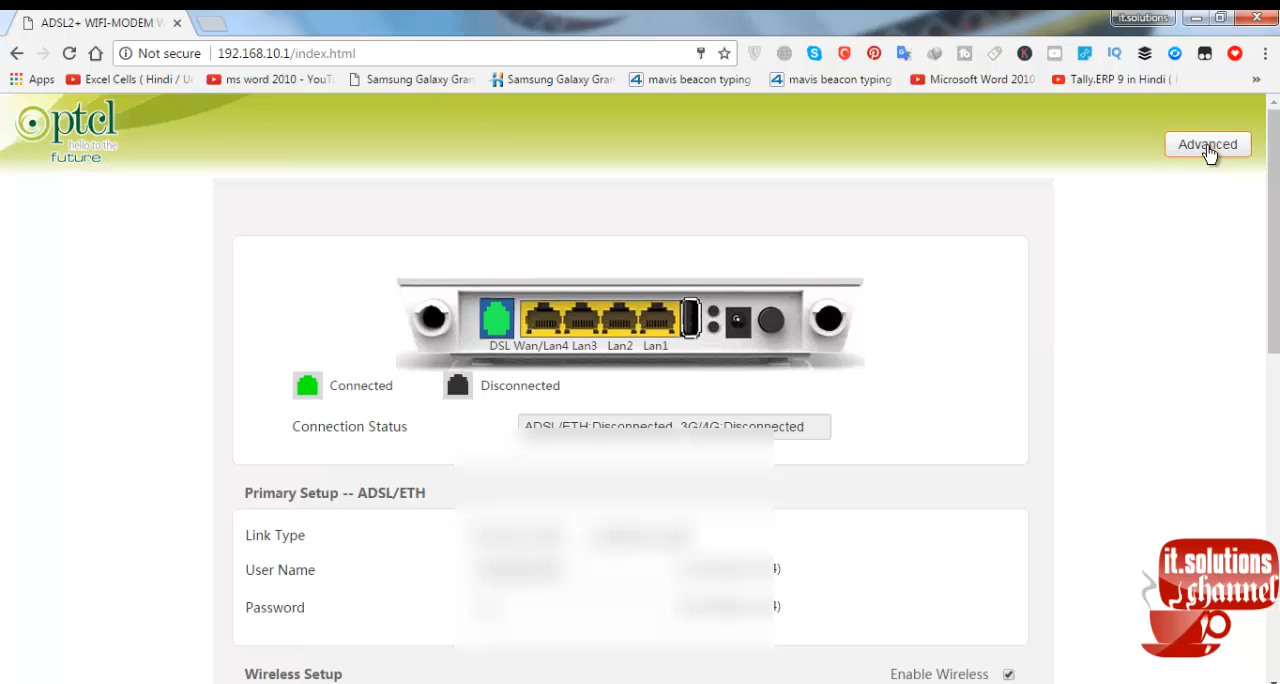 it.solutions
ADSL2+ WIFI-MODEM W
Not secure 192.168.10.1/index.html
Apps Excel Cells ( Hindi / U ms word 2010 - YouT Samsung Galaxy Gran Samsung Galaxy Gran mavis beacon typing mavis beacon typing Microsoft Word 2010 Tally.ERP 9 in Hindi (
ptcl
hello to the
future
Advanced
DSL Wan/Lan4 Lan3 Lan2 Lan1
Connected Disconnected
Connection Status ADSL/ETH:Disconnected 3G/4G:Disconnected
Primary Setup -- ADSL/ETH
Link Type
User Name 4)
Password 4)
it.solutions
channel
Wireless Setup Enable Wireless